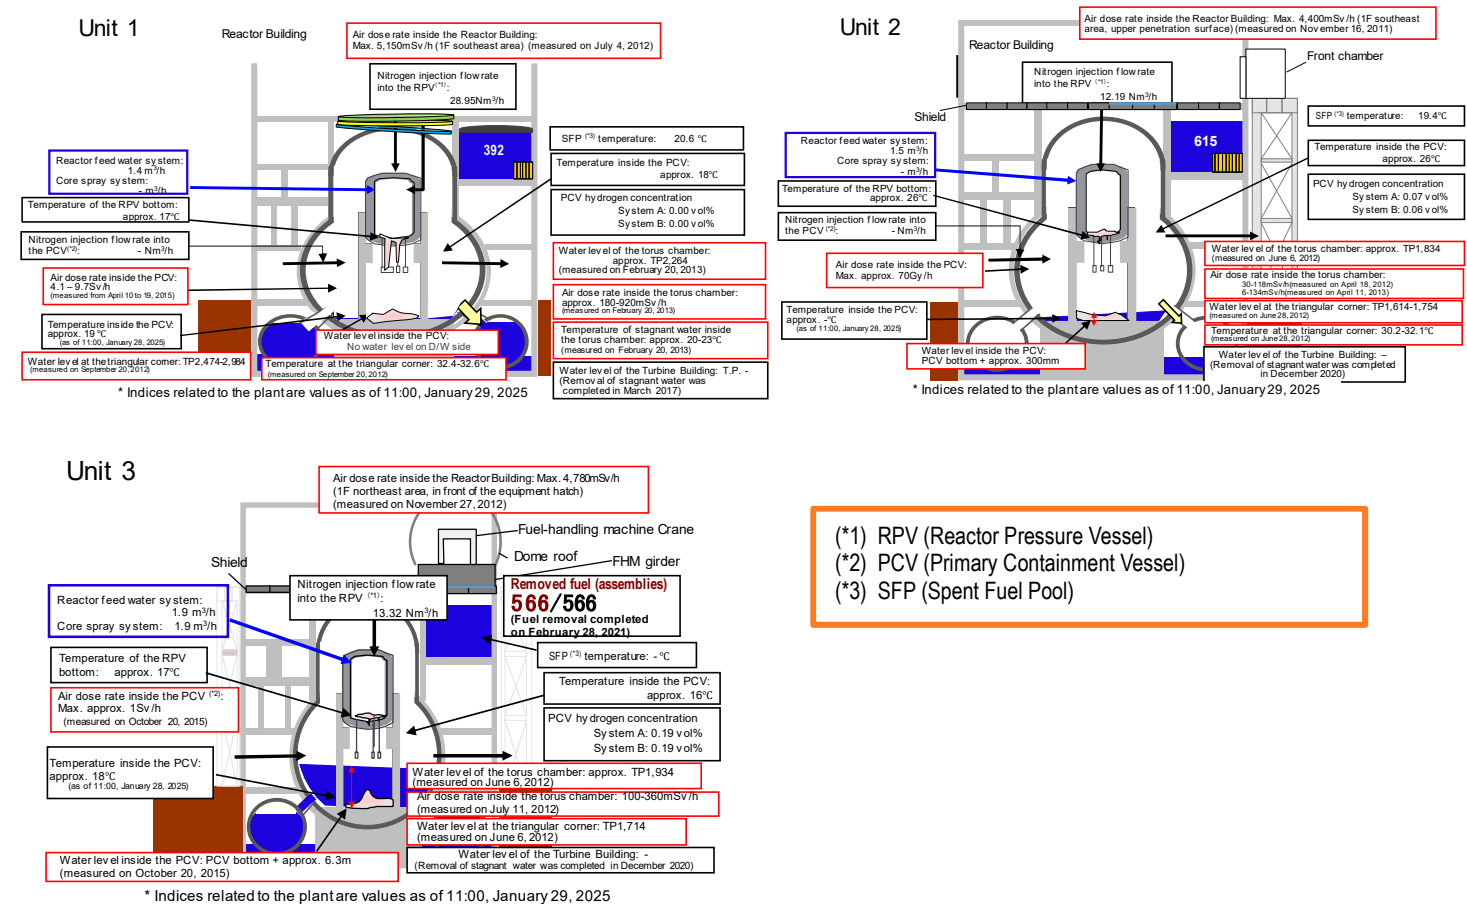 Unit 1
Reactor Building
Air dose rate inside the Reactor Building:
Max. 5,150mSv/h (1F southeast area) (measured on July 4, 2012)
Nitrogen injection flow rate
into the RPV(*1):
28.95Nm³/h
392
Reactor feed water system:
1.4 m³/h
Core spray system:
- m³/h
Temperature of the RPV bottom:
approx. 17℃
Nitrogen injection flow rate into
the PCV(*2): - Nm³/h
Air dose rate inside the PCV:
4.1 – 9.7Sv/h
(measured from April 10 to 19, 2015)
Temperature inside the PCV:
approx. 19℃
(as of 11:00, January 28, 2025)
Water level at the triangular corner: TP2,474-2,984
(measured on September 20, 2012)
SFP (*3) temperature: 20.6 ℃
Temperature inside the PCV:
approx. 18℃
PCV hydrogen concentration
System A: 0.00 vol%
System B: 0.00 vol%
Water level of the torus chamber:
approx. TP2,264
(measured on February 20, 2013)
Air dose rate inside the torus chamber:
approx. 180-920mSv/h
(measured on February 20, 2013)
Temperature of stagnant water inside
the torus chamber: approx. 20-23℃
(measured on February 20, 2013)
Water level inside the PCV:
No water level on D/W side
Temperature at the triangular corner: 32.4-32.6℃
(measured on September 20, 2012)
Water level of the Turbine Building: T.P. -
(Removal of stagnant water was
completed in March 2017)
* Indices related to the plant are values as of 11:00, January 29, 2025
Unit 2
Reactor Building
Air dose rate inside the Reactor Building: Max. 4,400mSv/h (1F southeast
area, upper penetration surface) (measured on November 16, 2011)
Front chamber
Nitrogen injection flow rate
into the RPV(*1):
12.19 Nm³/h
Shield
615
Reactor feed water system:
1.5 m³/h
Core spray system:
- m³/h
Temperature of the RPV bottom:
approx. 26℃
Nitrogen injection flow rate into
the PCV (*2): - Nm³/h
Air dose rate inside the PCV:
Max. approx. 70Gy/h
Temperature inside the PCV:
approx. -℃
(as of 11:00, January 28, 2025)
Water level inside the PCV:
PCV bottom + approx. 300mm
SFP (*3) temperature: 19.4℃
Temperature inside the PCV:
approx. 26℃
PCV hydrogen concentration
System A: 0.07 vol%
System B: 0.06 vol%
Water level of the torus chamber: approx. TP1,834
(measured on June 6, 2012)
Air dose rate inside the torus chamber:
30-118mSv/h(measured on April 18, 2012)
6-134mSv/h(measured on April 11, 2013)
Water level at the triangular corner: TP1,614-1,754
(measured on June 28, 2012)
Temperature at the triangular corner: 30.2-32.1℃
(measured on June 28, 2012)
Water level of the Turbine Building: –
(Removal of stagnant water was completed
in December 2020)
* Indices related to the plant are values as of 11:00, January 29, 2025
Unit 3
Air dose rate inside the Reactor Building: Max. 4,780mSv/h
(1F northeast area, in front of the equipment hatch)
(measured on November 27, 2012)
Fuel-handling machine Crane
Dome roof
FHM girder
Shield
Nitrogen injection flow rate
into the RPV (*1):
13.32 Nm³/h
Removed fuel (assemblies)
566/566
(Fuel removal completed
on February 28, 2021)
Reactor feed water system:
1.9 m³/h
Core spray system: 1.9 m³/h
Temperature of the RPV
bottom: approx. 17℃
Air dose rate inside the PCV (*2):
Max. approx. 1Sv/h
(measured on October 20, 2015)
Temperature inside the PCV:
approx. 18℃
(as of 11:00, January 28, 2025)
SFP (*3) temperature: - ℃
Temperature inside the PCV:
approx. 16℃
PCV hydrogen concentration
System A: 0.19 vol%
System B: 0.19 vol%
Water level of the torus chamber: approx. TP1,934
(measured on June 6, 2012)
Air dose rate inside the torus chamber: 100-360mSv/h
(measured on July 11, 2012)
Water level at the triangular corner: TP1,714
(measured on June 6, 2012)
Water level of the Turbine Building: -
(Removal of stagnant water was completed in December 2020)
Water level inside the PCV: PCV bottom + approx. 6.3m
(measured on October 20, 2015)
* Indices related to the plant are values as of 11:00, January 29, 2025
(*1) RPV (Reactor Pressure Vessel)
(*2) PCV (Primary Containment Vessel)
(*3) SFP (Spent Fuel Pool)